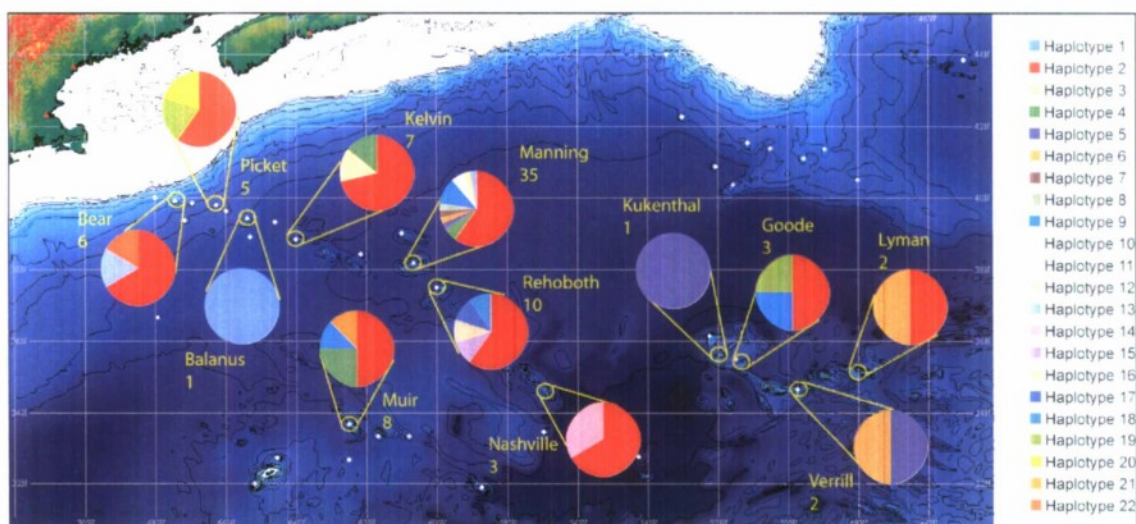 Kelvin
7
Manning
35
Picket
5
Bear
6
Kukenthal
1
Goode
3
Lyman
2
Rehoboth
10
Balanus
1
Muir
8
Nashville
3
Verrill
2
Haplotype 1
Haplotype 2
Haplotype 3
Haplotype 4
Haplotype 5
Haplotype 6
Haplotype 7
Haplotype 8
Haplotype 9
Haplotype 10
Haplotype 11
Haplotype 12
Haplotype 13
Haplotype 14
Haplotype 15
Haplotype 16
Haplotype 17
Haplotype 18
Haplotype 19
Haplotype 20
Haplotype 21
Haplotype 22